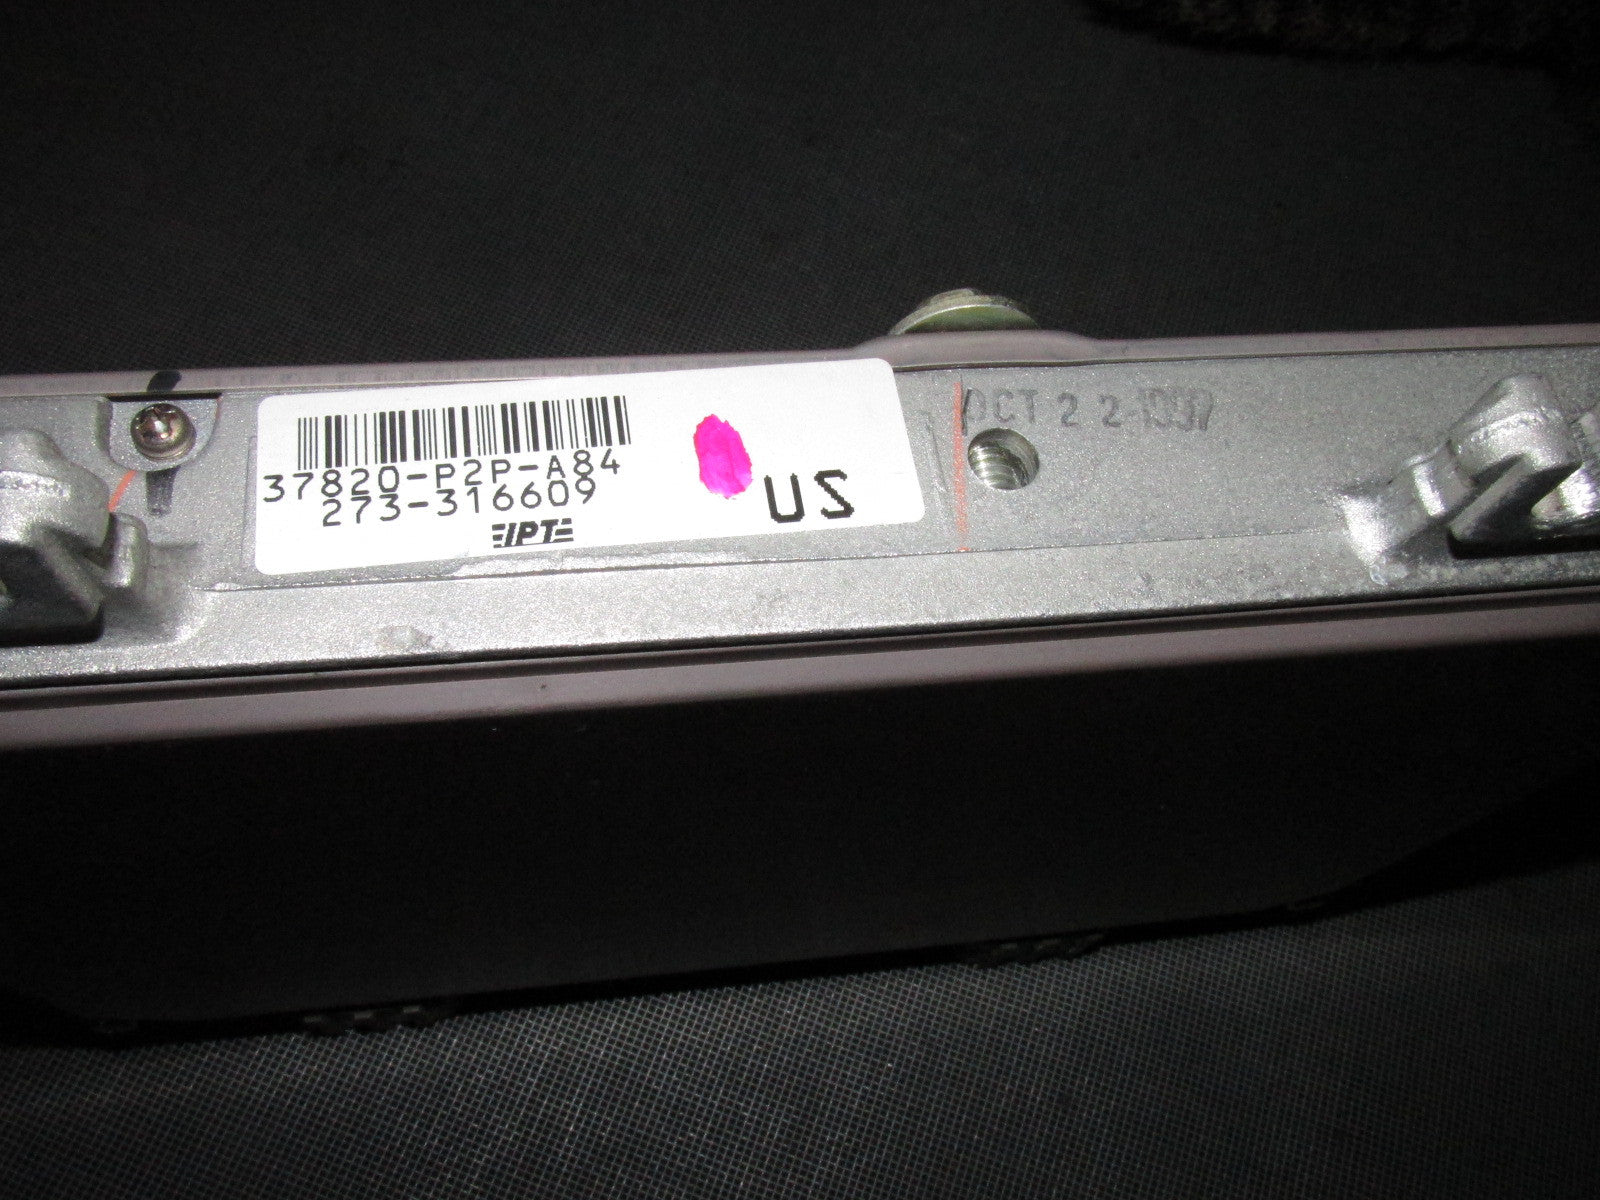 37820-P2P-A84
273-316609
IPT
US
OCT 2 2 1997